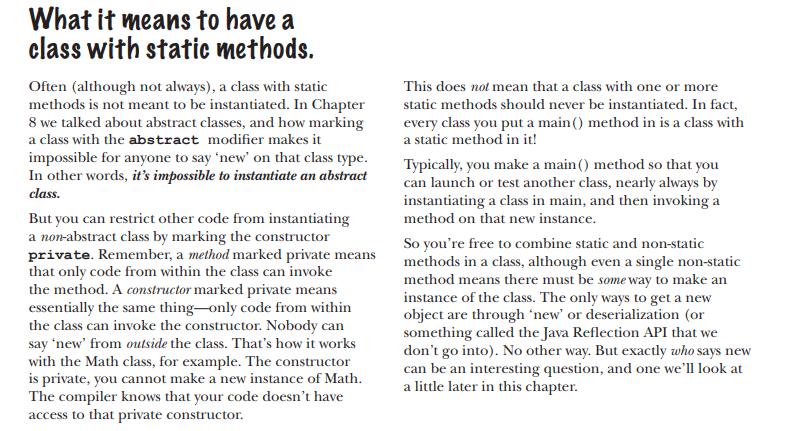 What it means to have a
class with static methods.
Often (although not always), a class with static
methods is not meant to be instantiated. In Chapter
8 we talked about abstract classes, and how marking
a class with the abstract modifier makes it
impossible for anyone to say ‘new’ on that class type.
In other words, it’s impossible to instantiate an abstract
class.
But you can restrict other code from instantiating
a non-abstract class by marking the constructor
private. Remember, a method marked private means
that only code from within the class can invoke
the method. A constructor marked private means
essentially the same thing—only code from within
the class can invoke the constructor. Nobody can
say ‘new’ from outside the class. That’s how it works
with the Math class, for example. The constructor
is private, you cannot make a new instance of Math.
The compiler knows that your code doesn’t have
access to that private constructor.
This does not mean that a class with one or more
static methods should never be instantiated. In fact,
every class you put a main() method in is a class with
a static method in it!
Typically, you make a main() method so that you
can launch or test another class, nearly always by
instantiating a class in main, and then invoking a
method on that new instance.
So you’re free to combine static and non-static
methods in a class, although even a single non-static
method means there must be some way to make an
instance of the class. The only ways to get a new
object are through ‘new’ or deserialization (or
something called the Java Reflection API that we
don’t go into). No other way. But exactly who says new
can be an interesting question, and one we’ll look at
a little later in this chapter.